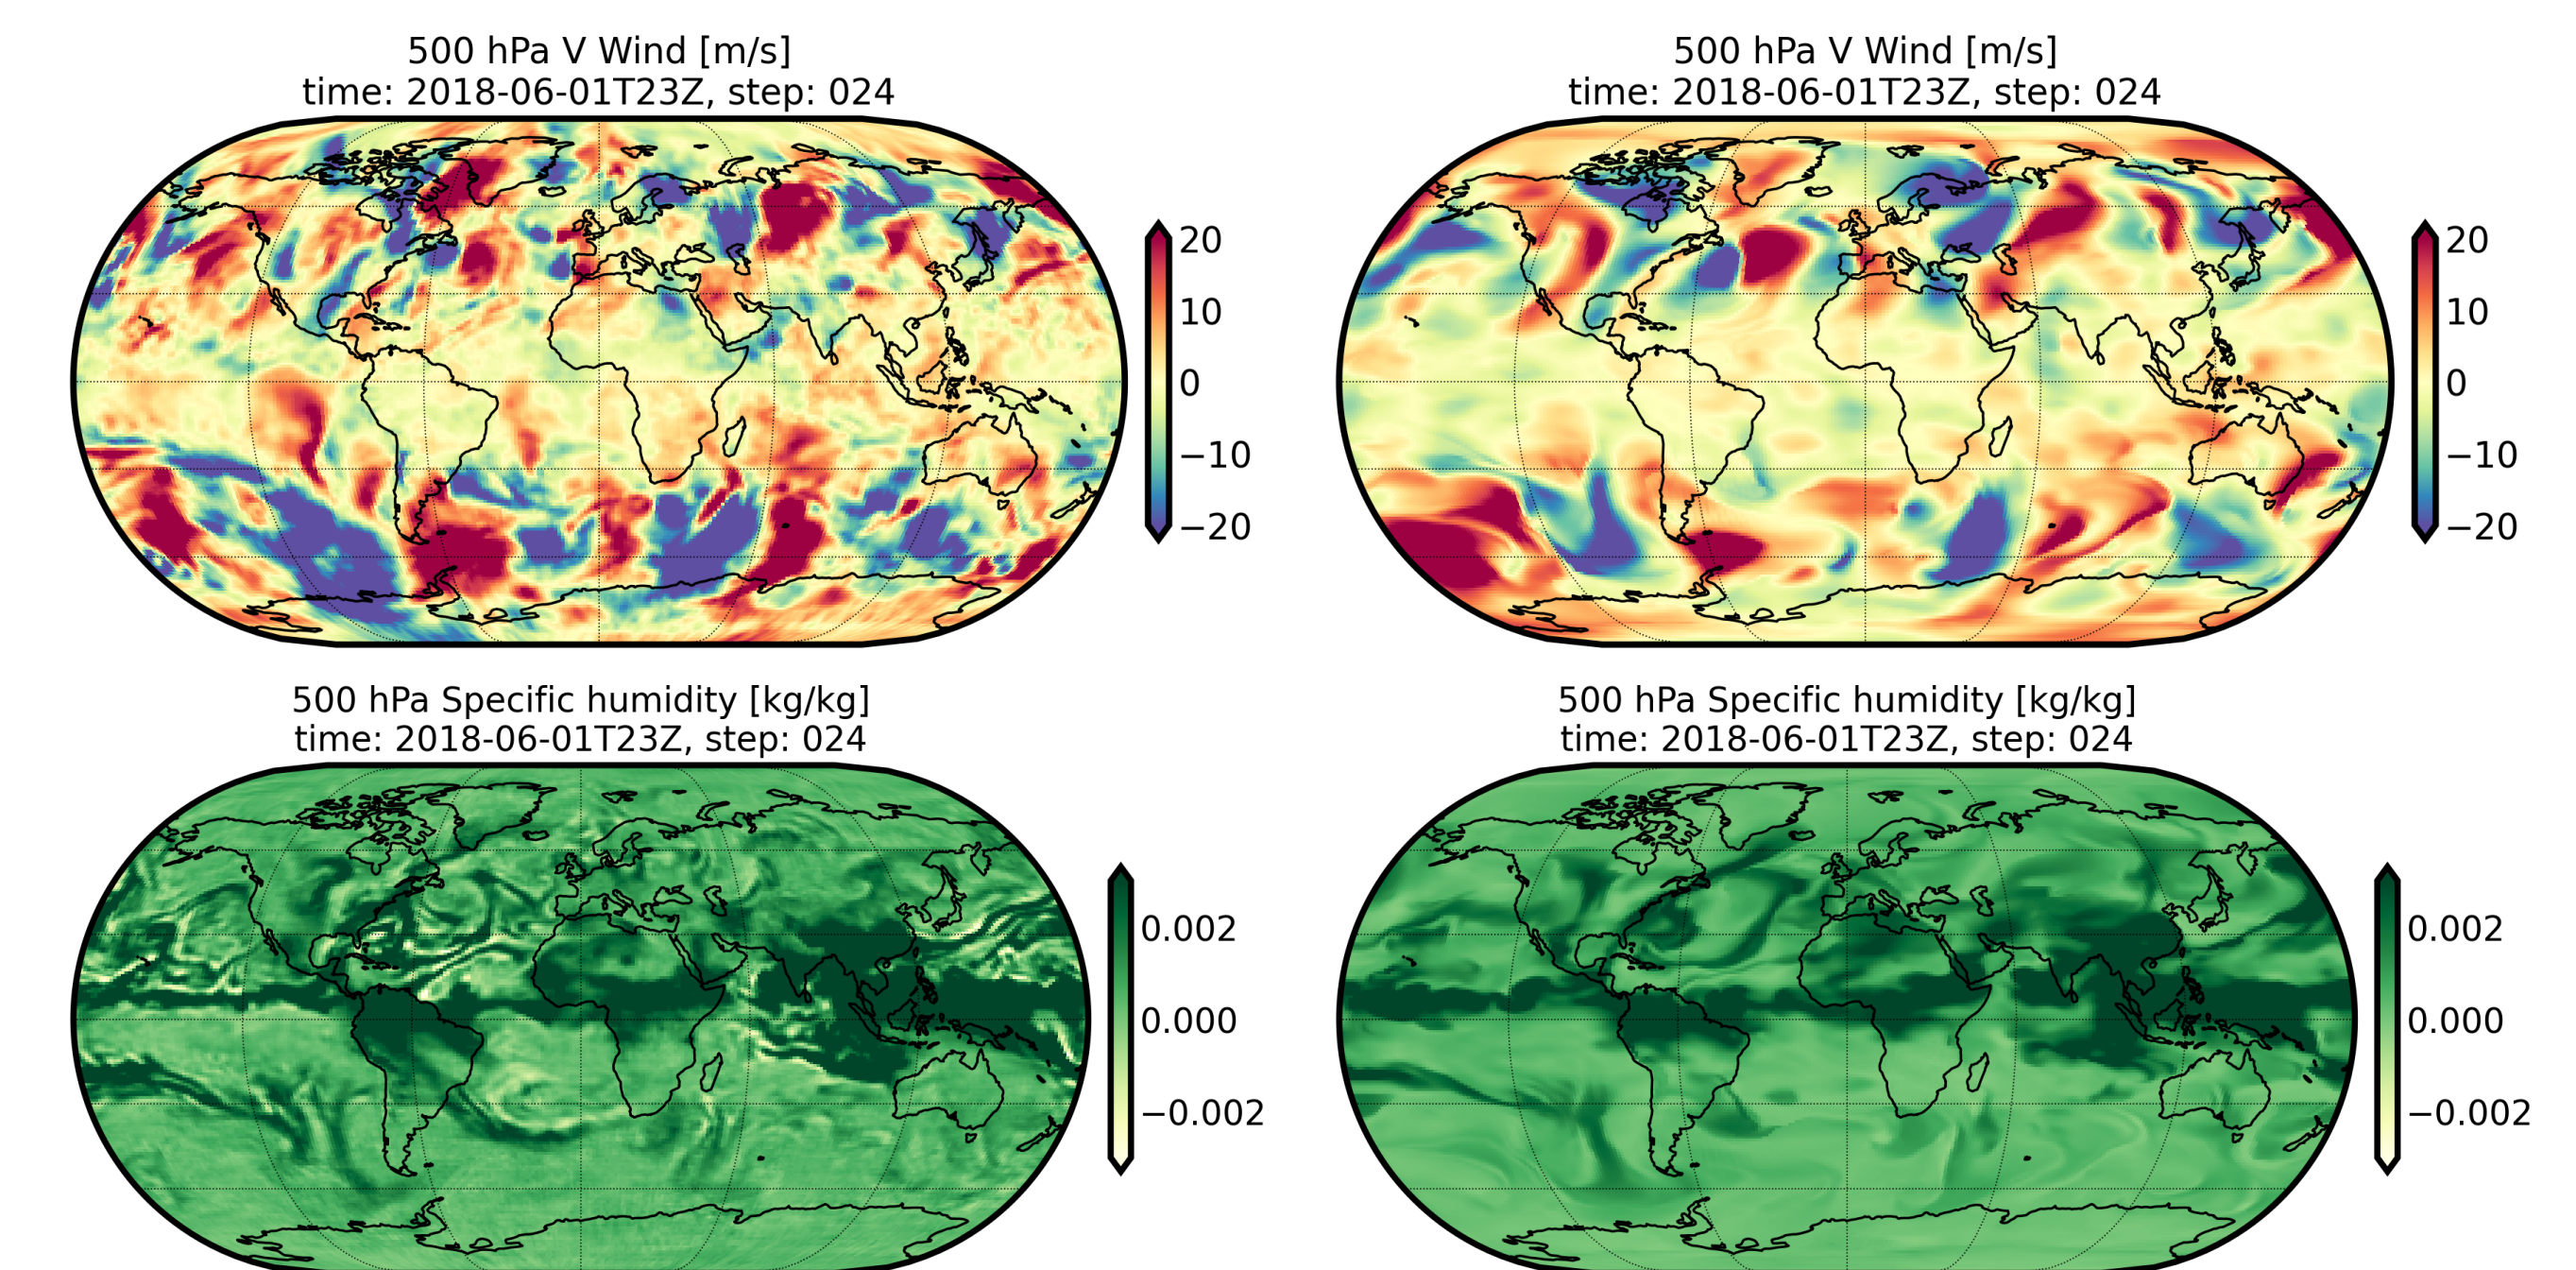 500 hPa V Wind [m/s]
time: 2018-06-01T23Z, step: 024
20
10
0
−10
−20
500 hPa V Wind [m/s]
time: 2018-06-01T23Z, step: 024
20
10
0
−10
−20
500 hPa Specific humidity [kg/kg]
time: 2018-06-01T23Z, step: 024
0.002
0.000
−0.002
500 hPa Specific humidity [kg/kg]
time: 2018-06-01T23Z, step: 024
0.002
0.000
−0.002